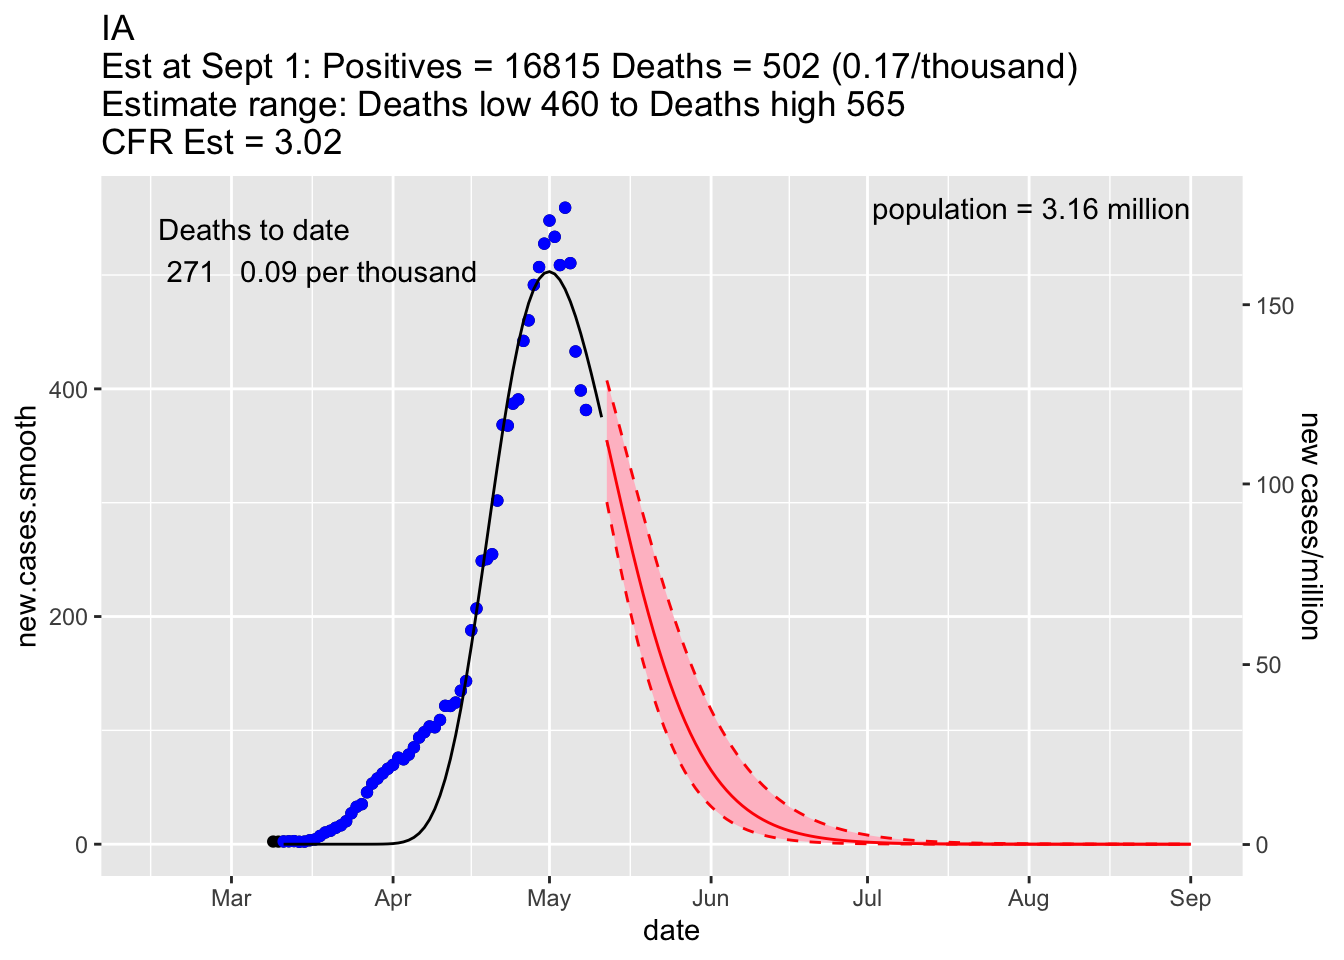 IA
Est at Sept 1: Positives = 16815 Deaths = 502 (0.17/thousand)
Estimate range: Deaths low 460 to Deaths high 565
CFR Est = 3.02
Deaths to date
271 0.09 per thousand
population = 3.16 million
new.cases.smooth
400
200
0
150
100
50
0
new cases/million
Mar Apr May Jun Jul Aug Sep
date